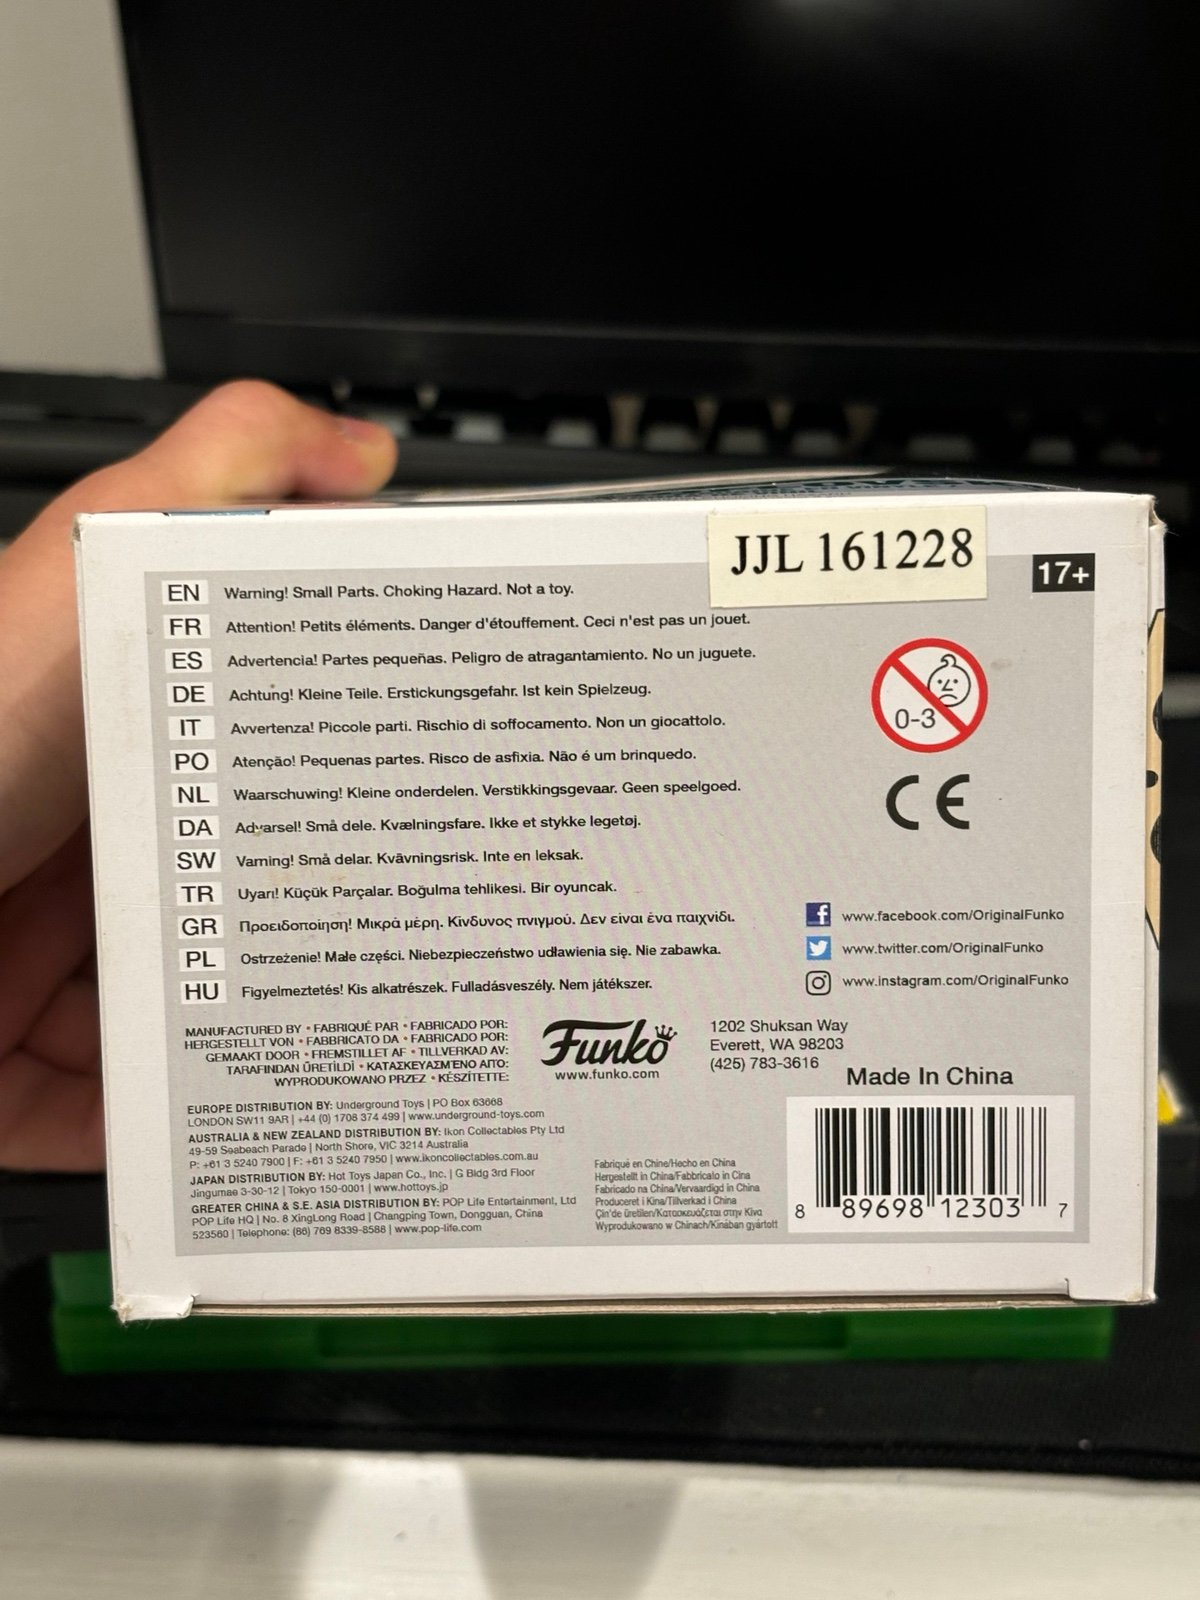 JJL 161228
17+
EN Warning! Small Parts. Choking Hazard. Not a toy.
FR Attention! Petits éléments. Danger d'étouffement. Ceci n'est pas un jouet.
ES Advertencia! Partes pequeñas. Peligro de atragantamiento. No un juguete.
DE Achtung! Kleine Teile. Erstickungsgefahr. Ist kein Spielzeug.
IT Avvertenza! Piccole parti. Rischio di soffocamento. Non un giocattolo.
PO Atenção! Pequenas partes. Risco de asfixia. Não é um brinquedo.
NL Waarschuwing! Kleine onderdelen. Verstikkingsgevaar. Geen speelgoed.
DA Advarsel! Små dele. Kvælningsfare. Ikke et stykke legetøj.
SW Varning! Små delar. Kvävningsrisk. Inte en leksak.
TR Uyarı! Küçük Parçalar. Boğulma tehlikesi. Bir oyuncak.
GR Προειδοποίηση! Μικρά μέρη. Κίνδυνος πνιγμού. Δεν είναι ένα παιχνίδι.
PL Ostrzeżenie! Małe części. Niebezpieczeństwo udławienia się. Nie zabawka.
HU Figyelmeztetés! Kis alkatrészek. Fulladásveszély. Nem játékszer.
0-3
CE
www.facebook.com/OriginalFunko
www.twitter.com/OriginalFunko
www.instagram.com/OriginalFunko
MANUFACTURED BY • FABRIQUÉ PAR • FABRICADO POR:
HERGESTELLT VON • FABBRICATO DA • FABRICADO POR:
GEMAAKT DOOR • FREMSTILLET AF • TILLVERKAD AV:
TARAFINDAN ÜRETİLDİ • ΚΑΤΑΣΚΕΥΑΣΜΈΝΟ ΑΠΌ:
WYPRODUKOWANO PRZEZ • KÉSZÍTETTE:
Funko
www.funko.com
1202 Shuksan Way
Everett, WA 98203
(425) 783-3616
Made In China
EUROPE DISTRIBUTION BY: Underground Toys | PO Box 63668
LONDON SW11 9AR | +44 (0) 1708 374 499 | www.underground-toys.com
AUSTRALIA & NEW ZEALAND DISTRIBUTION BY: Ikon Collectables Pty Ltd
49-59 Seabeach Parade | North Shore, VIC 3214 Australia
P: +61 3 5240 7900 | F: +61 3 5240 7950 | www.ikoncollectables.com.au
JAPAN DISTRIBUTION BY: Hot Toys Japan Co., Inc. | G Bldg 3rd Floor
Jingumae 3-30-12 | Tokyo 150-0001 | www.hottoys.jp
GREATER CHINA & S.E. ASIA DISTRIBUTION BY: POP Life Entertainment, Ltd
POP Life HQ | No. 8 XingLong Road | Changping Town, Dongguan, China
523560 | Telephone: (86) 769 8339-8588 | www.pop-life.com
Fabriqué en Chine/Hecho en China
Hergestellt in China/Fabbricato in Cina
Fabricado na China/Vervaardigd in China
Produceret i Kina/Tillverkad i China
Çin'de üretilen/Κατασκευάζεται στην Κίνα
Wyprodukowano w Chinach/Kínában gyártott
8 89698 12303 7